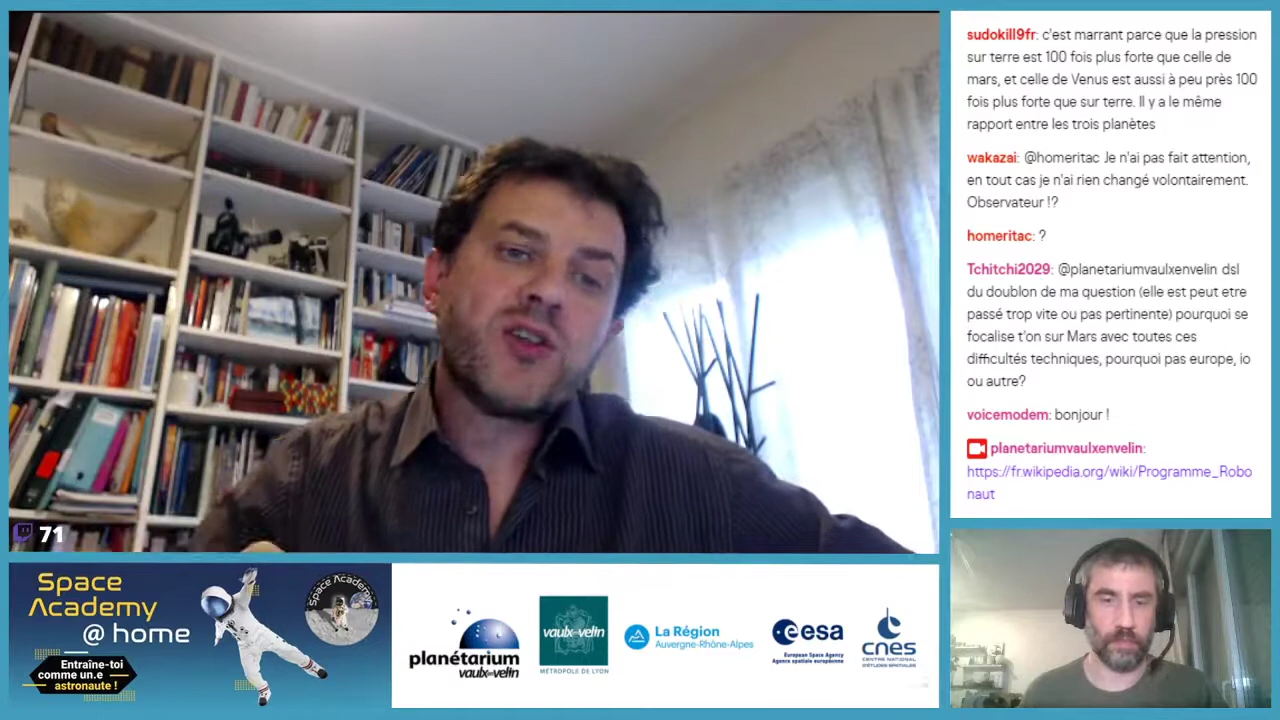 sudokill9fr: c'est marrant parce que la pression
sur terre est 100 fois plus forte que celle de
mars, et celle de Venus est aussi à peu près 100
fois plus forte que sur terre. Il y a le même
rapport entre les trois planètes
wakazai: @homeritac Je n'ai pas fait attention,
en tout cas je n'ai rien changé volontairement.
Observateur !?
homeritac: ?
Tchitchi2029: @planetariumvaulxenvelin dsl
du doublon de ma question (elle est peut etre
passé trop vite ou pas pertinente) pourquoi se
focalise t'on sur Mars avec toutes ces
difficultés techniques, pourquoi pas europe, io
ou autre?
voicemodem: bonjour !
planetariumvaulxenvelin:
https://fr.wikipedia.org/wiki/Programme_Robo
naut
71
Space
Academy
@ home
Entraîne-toi
comme un.e
astronaute !
Space Academy
planétarium
vaulx-en-velin
vaulx-en-velin
MÉTROPOLE DE LYON
La Région
Auvergne-Rhône-Alpes
esa
European Space Agency
Agence spatiale européenne
cnes
CENTRE NATIONAL
D'ÉTUDES SPATIALES